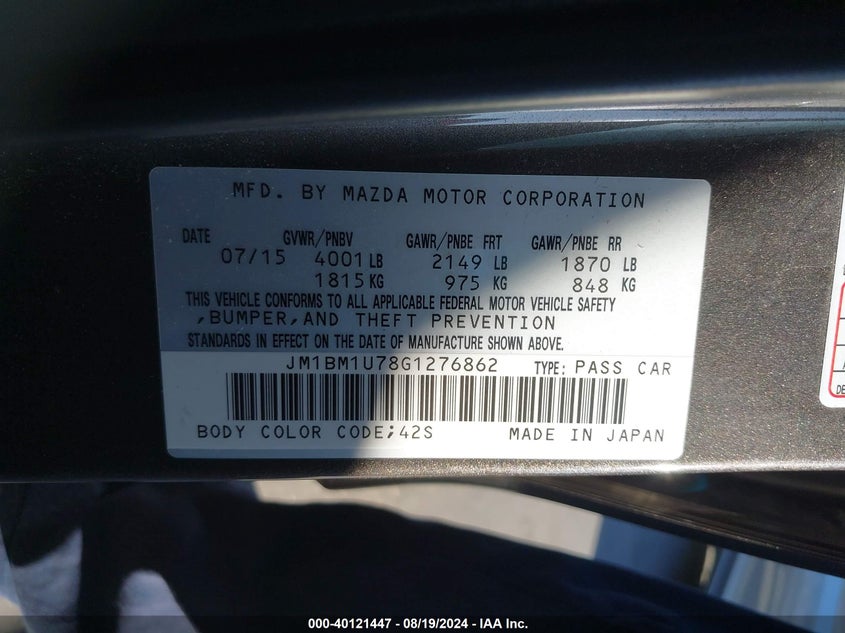 MFD. BY MAZDA MOTOR CORPORATION
DATE GVWR/PNBV GAWR/PNBE FRT GAWR/PNBE RR
07/15 4001 LB 2149 LB 1870 LB
1815 KG 975 KG 848 KG
THIS VEHICLE CONFORMS TO ALL APPLICABLE FEDERAL MOTOR VEHICLE SAFETY
,BUMPER,AND THEFT PREVENTION
STANDARDS IN EFFECT ON THE DATE OF MANUFACTURE SHOWN ABOVE.
JM1BM1U78G1276862 TYPE: PASS CAR
BODY COLOR CODE;42S MADE IN JAPAN
000-40121447 - 08/19/2024 - IAA Inc.